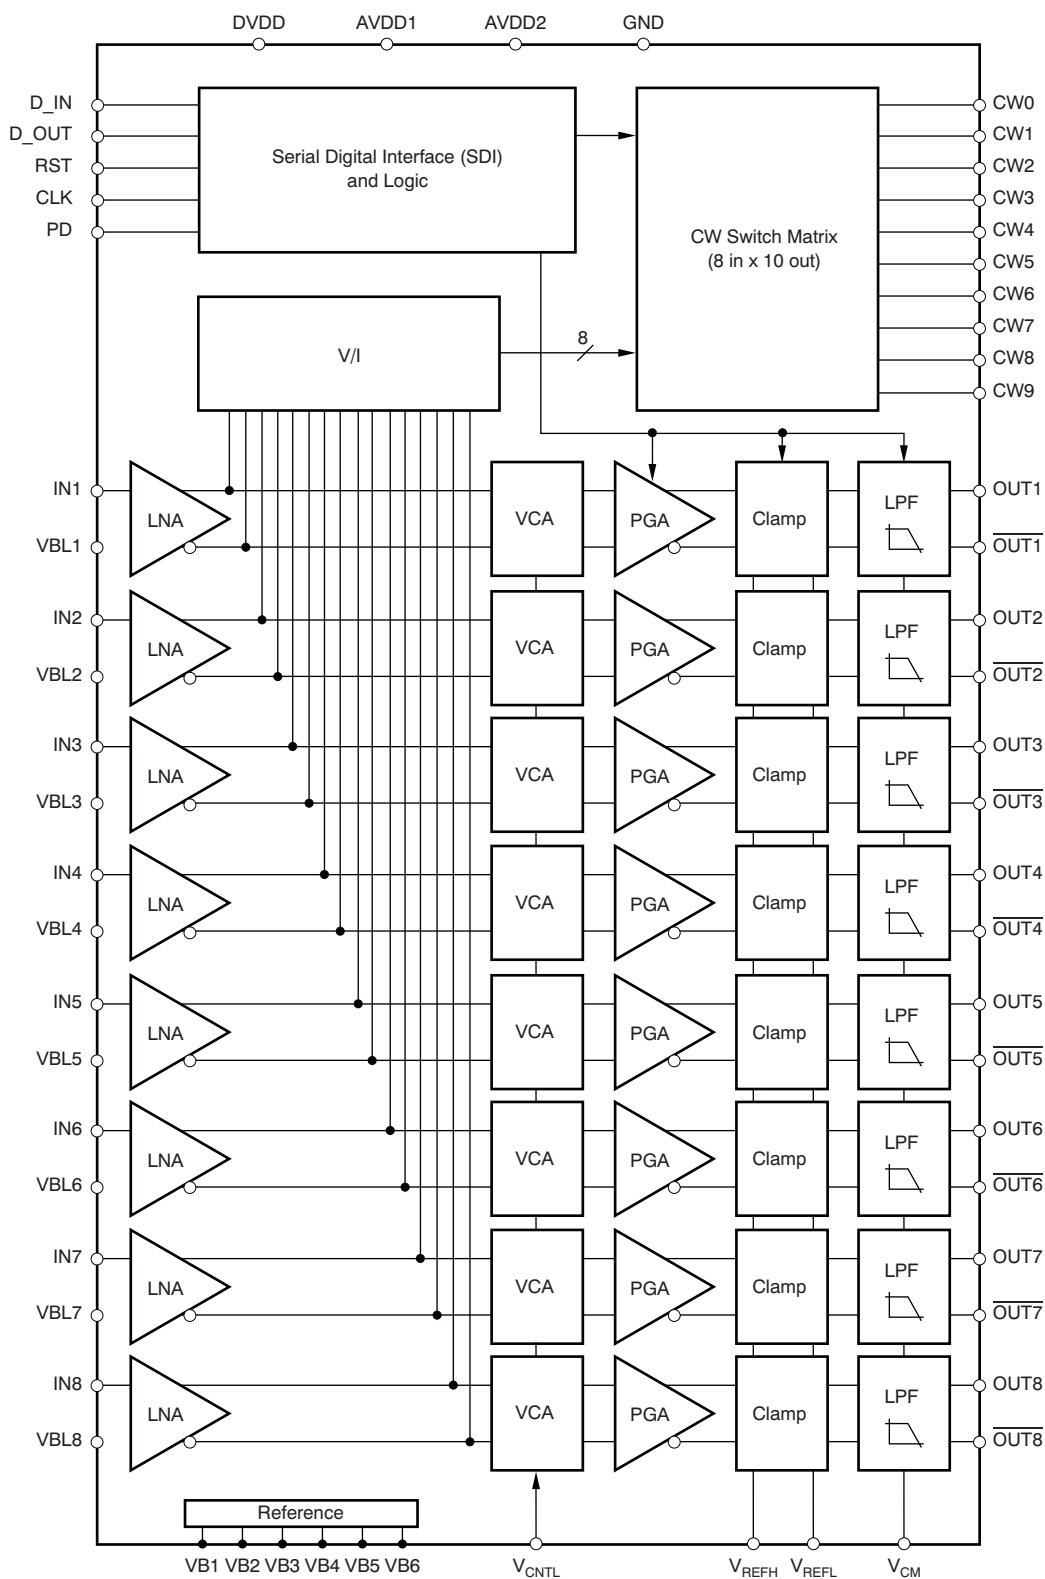 DVDD AVDD1 AVDD2 GND
D_IN
D_OUT
RST
CLK
PD
Serial Digital Interface (SDI)
and Logic
CW Switch Matrix
(8 in x 10 out)
CW0
CW1
CW2
CW3
CW4
CW5
CW6
CW7
CW8
CW9
V/I
8
IN1 LNA VCA PGA Clamp LPF OUT1
VBL1 OUT1
IN2 LNA VCA PGA Clamp LPF OUT2
VBL2 OUT2
IN3 LNA VCA PGA Clamp LPF OUT3
VBL3 OUT3
IN4 LNA VCA PGA Clamp LPF OUT4
VBL4 OUT4
IN5 LNA VCA PGA Clamp LPF OUT5
VBL5 OUT5
IN6 LNA VCA PGA Clamp LPF OUT6
VBL6 OUT6
IN7 LNA VCA PGA Clamp LPF OUT7
VBL7 OUT7
IN8 LNA VCA PGA Clamp LPF OUT8
VBL8 OUT8
Reference
VB1 VB2 VB3 VB4 VB5 VB6 VCNTL VREFH VREFL VCM